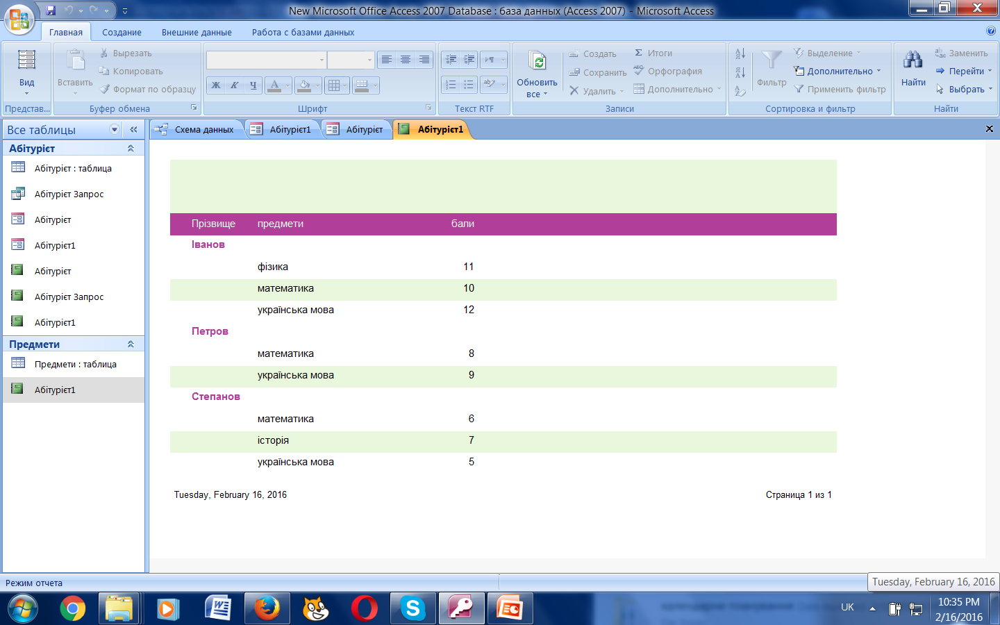 New Microsoft Office Access 2007 Database : база данных (Access 2007) - Microsoft Access
Главная Создание Внешние данные Работа с базами данных
Вид
Представ...
Вставить
Вырезать
Копировать
Формат по образцу
Буфер обмена
Ж К Ч А
Шрифт
Текст RTF
Обновить
все
Создать
Сохранить
Удалить
Итоги
Орфография
Дополнительно
Записи
Фильтр
Выделение
Дополнительно
Применить фильтр
Сортировка и фильтр
Найти
Заменить
Перейти
Выбрать
Найти
Все таблицы
Абітурієт
Абітурієт : таблица
Абітурієт Запрос
Абітурієт
Абітурієт1
Абітурієт
Абітурієт Запрос
Абітурієт1
Предмети
Предмети : таблица
Абітурієт1
Схема данных Абітурієт1 Абітурієт Абітурієт1
Прізвище предмети бали
Іванов
фізика 11
математика 10
українська мова 12
Петров
математика 8
українська мова 9
Степанов
математика 6
історія 7
українська мова 5
Tuesday, February 16, 2016 Страница 1 из 1
Режим отчета
Tuesday, February 16, 2016
UK
10:35 PM
2/16/2016